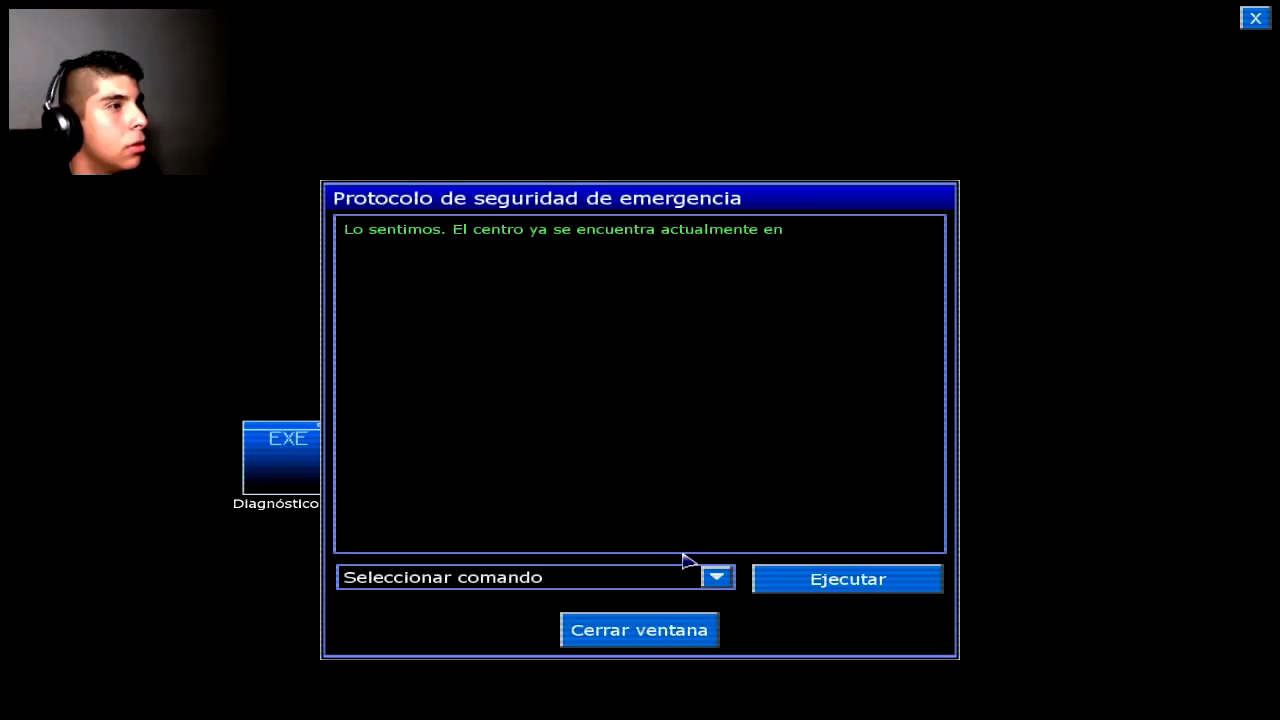 X
Protocolo de seguridad de emergencia
Lo sentimos. El centro ya se encuentra actualmente en
EXE
Diagnóstico
Seleccionar comando
Ejecutar
Cerrar ventana